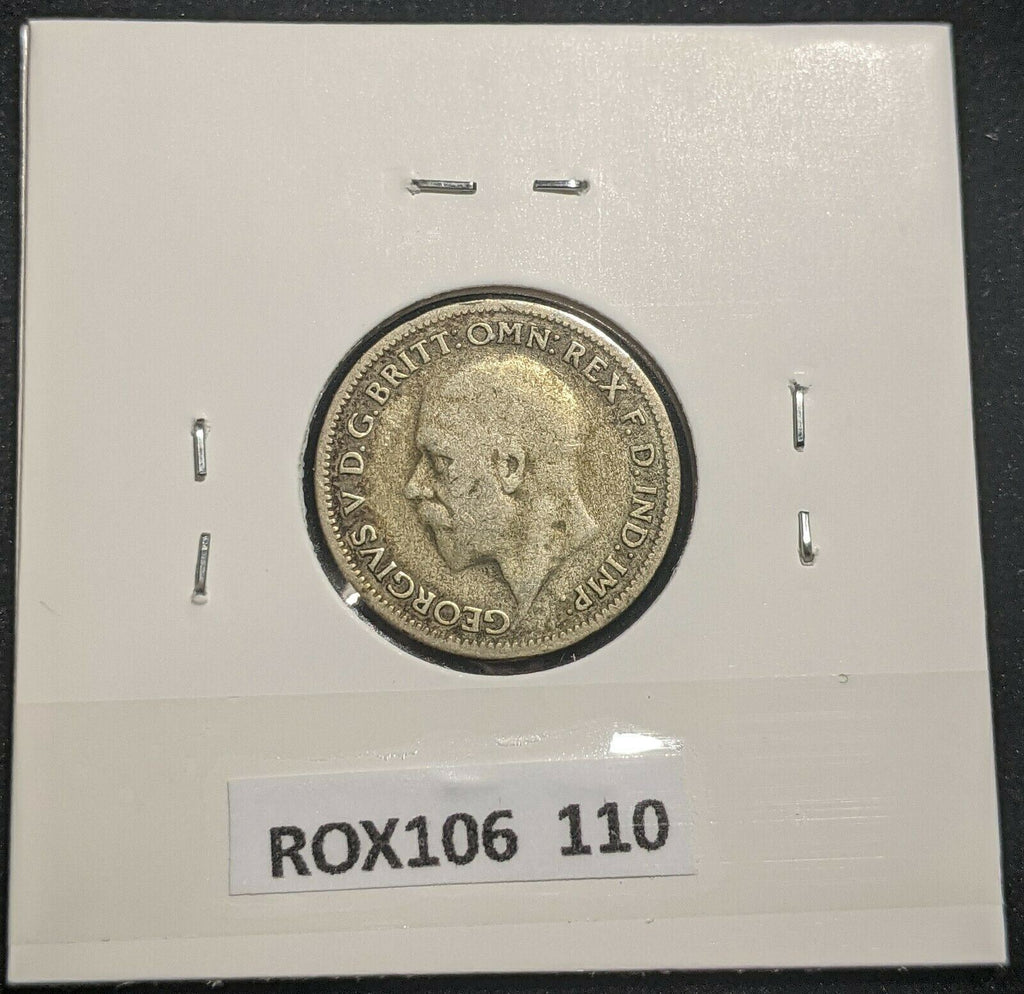 GEORGIVS V D.G.BRITT:OMN:REX F.D.IND:IMP.
ROX106 110